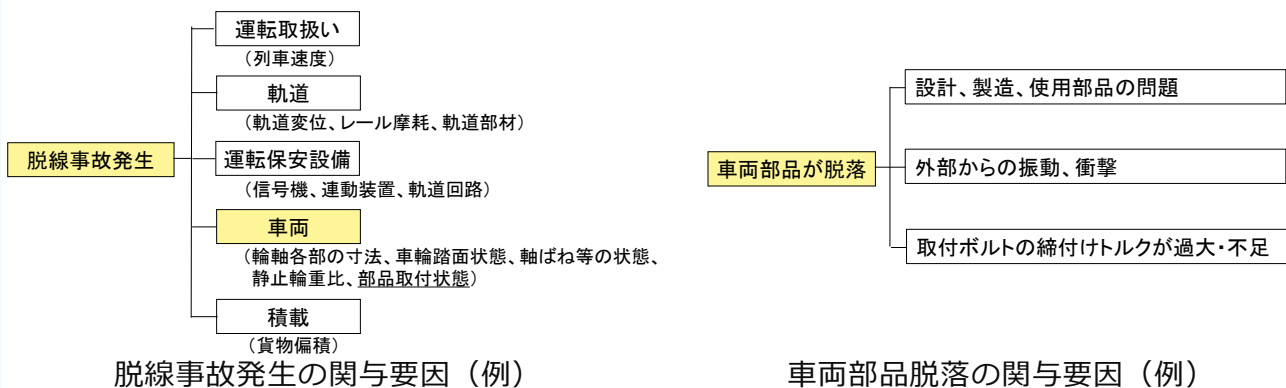 運転取扱い
（列車速度）
軌道
（軌道変位、レール摩耗、軌道部材）
脱線事故発生
運転保安設備
（信号機、連動装置、軌道回路）
車両
（輪軸各部の寸法、車輪踏面状態、軸ばね等の状態、
静止輪重比、部品取付状態）
積載
（貨物偏積）
脱線事故発生の関与要因（例）
設計、製造、使用部品の問題
車両部品が脱落
外部からの振動、衝撃
取付ボルトの締付けトルクが過大・不足
車両部品脱落の関与要因（例）